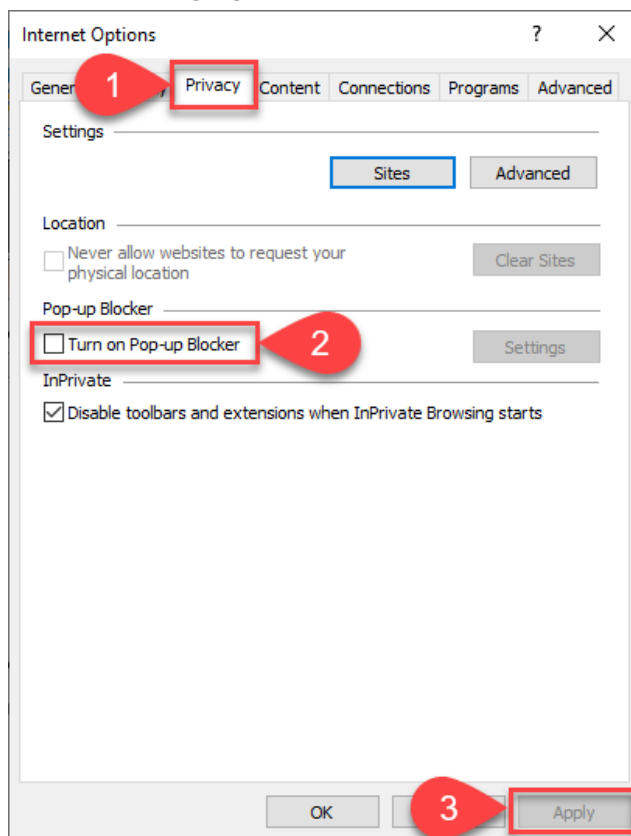 Internet Options ? X
1 Privacy Content Connections Programs Advanced
Settings
Sites Advanced
Location
Never allow websites to request your
physical location
Clear Sites
Pop-up Blocker
Turn on Pop-up Blocker 2 Settings
InPrivate
Disable toolbars and extensions when InPrivate Browsing starts
OK 3 Apply